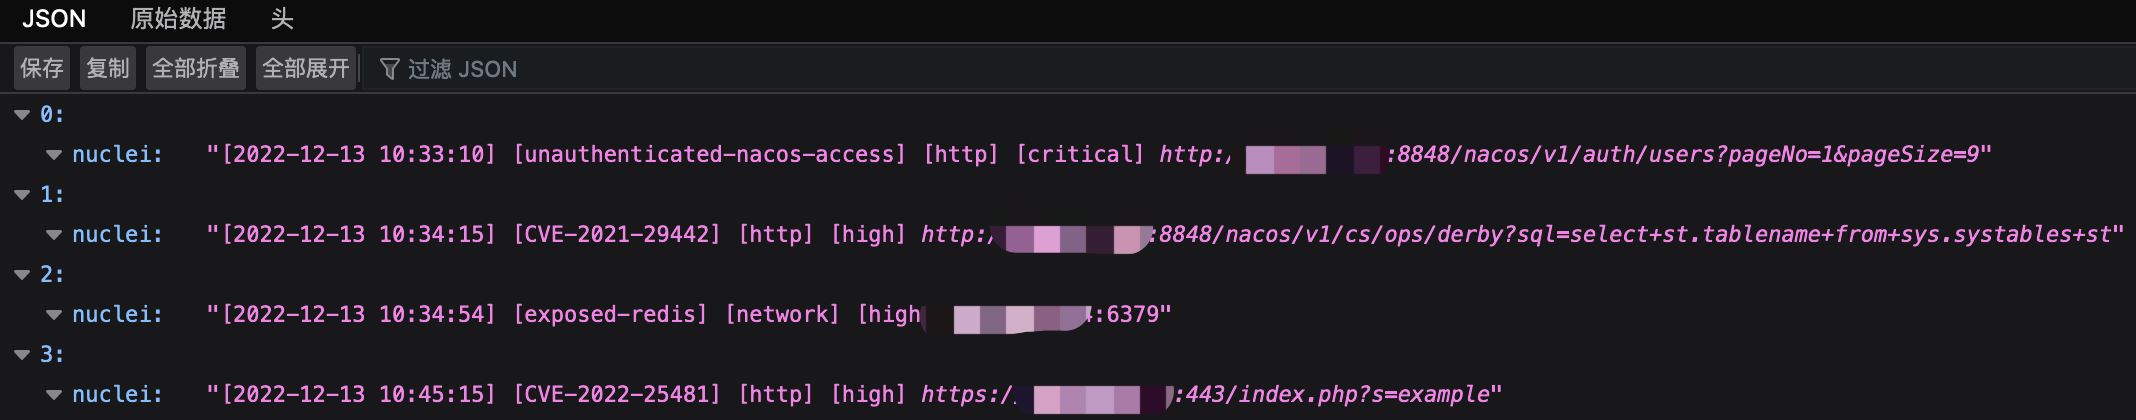 JSON 原始数据 头
保存 复制 全部折叠 全部展开 过滤 JSON
0:
nuclei: "[2022-12-13 10:33:10] [unauthenticated-nacos-access] [http] [critical] http:/ :8848/nacos/v1/auth/users?pageNo=1&pageSize=9"
1:
nuclei: "[2022-12-13 10:34:15] [CVE-2021-29442] [http] [high] http:/ :8848/nacos/v1/cs/ops/derby?sql=select+st.tablename+from+sys.systables+st"
2:
nuclei: "[2022-12-13 10:34:54] [exposed-redis] [network] [high :6379"
3:
nuclei: "[2022-12-13 10:45:15] [CVE-2022-25481] [http] [high] https:/ :443/index.php?s=example"